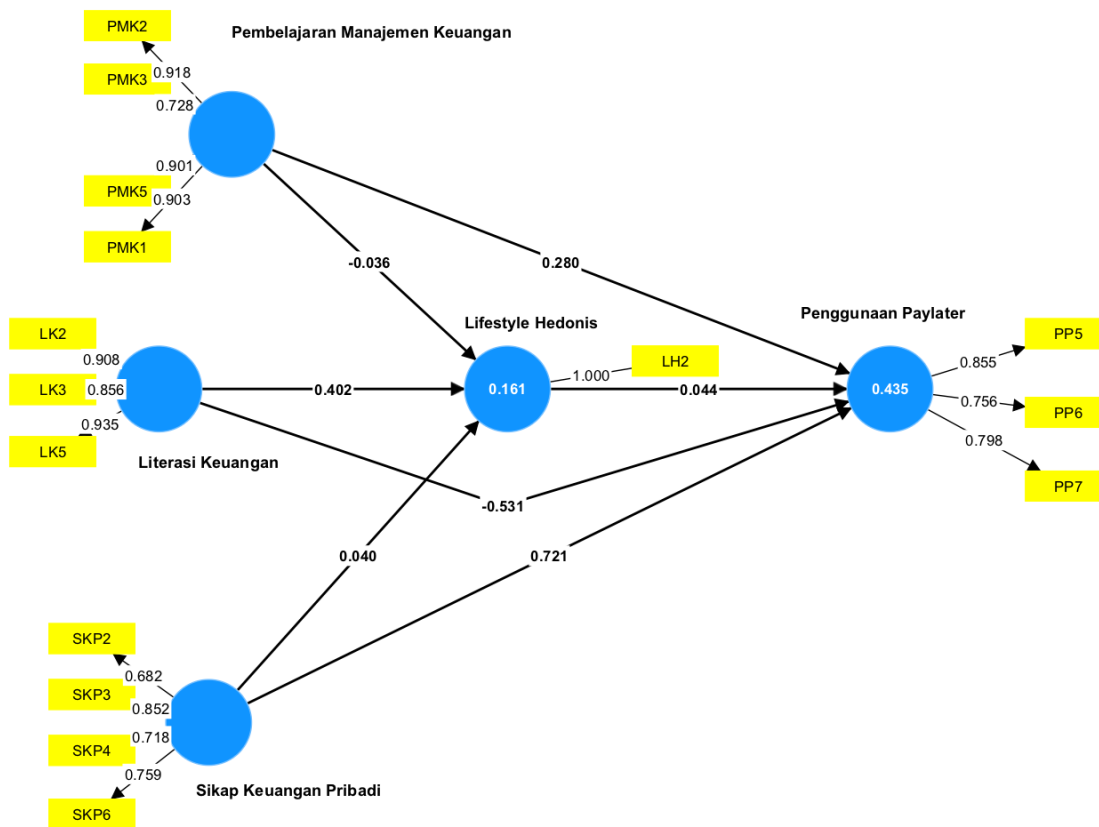 PMK2
Pembelajaran Manajemen Keuangan
0.918
PMK3
0.728
0.901
PMK5
0.903
PMK1
-0.036
0.280
LK2
Lifestyle Hedonis
Penggunaan Paylater
PP5
0.908
LH2
0.855
LK3
0.856
0.402
0.161
1.000
0.044
0.435
0.756
PP6
0.935
0.798
LK5
Literasi Keuangan
PP7
-0.531
0.040
0.721
SKP2
0.682
SKP3
0.852
0.718
SKP4
0.759
Sikap Keuangan Pribadi
SKP6